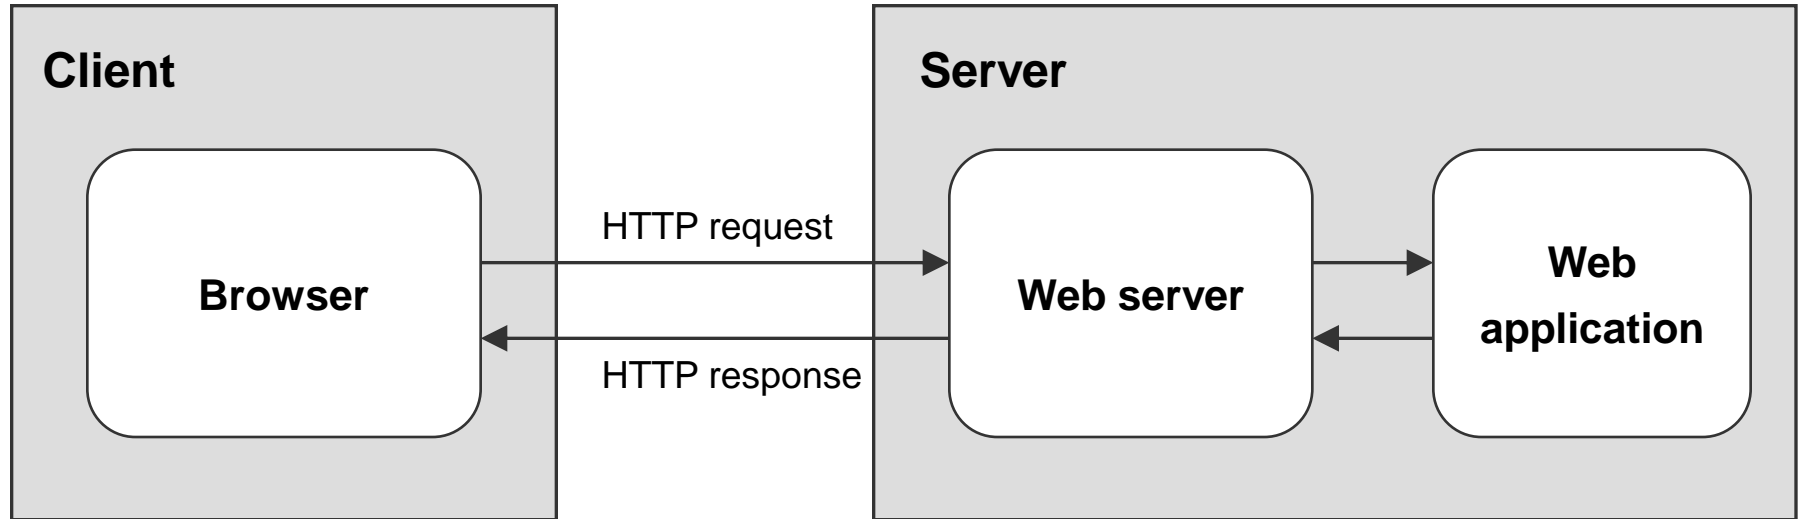 Client
Server
HTTP request
Browser
Web server
Web
application
HTTP response